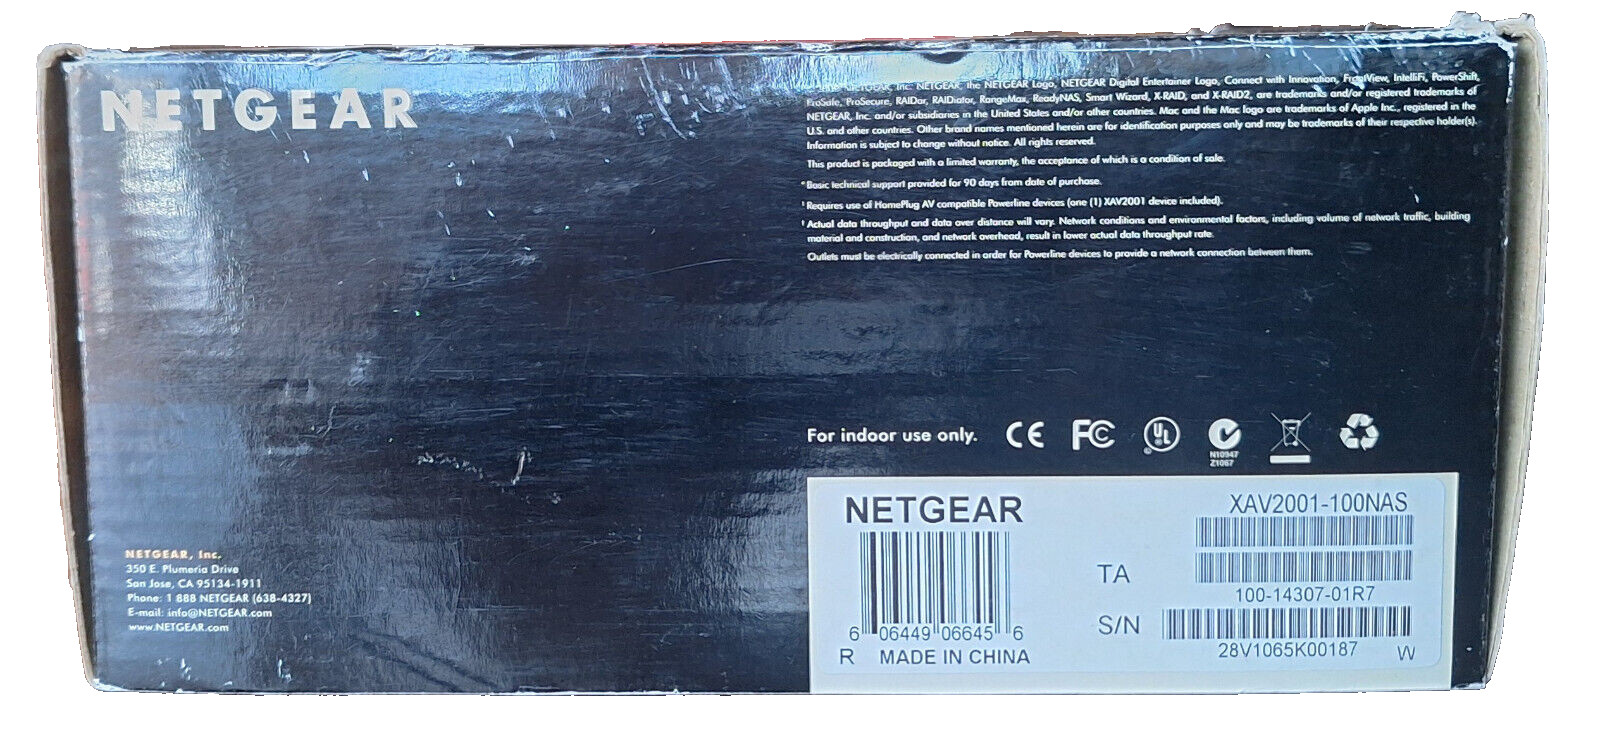 NETGEAR
Inc. NETGEAR, the NETGEAR Logo, NETGEAR Digital Entertainer Logo, Connect with Innovation, FrontView, IntelliFi, PowerShift,
ProSafe, ProSecure, RAIDar, RAIDiator, RangeMax, ReadyNAS, Smart Wizard, X-RAID, and X-RAID2, are trademarks and/or registered trademarks of
NETGEAR, Inc. and/or subsidiaries in the United States and/or other countries. Mac and the Mac logo are trademarks of Apple Inc., registered in the
U.S. and other countries. Other brand names mentioned herein are for identification purposes only and may be trademarks of their respective holder(s).
Information is subject to change without notice. All rights reserved.
This product is packaged with a limited warranty, the acceptance of which is a condition of sale.
*Basic technical support provided for 90 days from date of purchase.
Requires use of HomePlug AV compatible Powerline devices (one (1) XAV2001 device included).
Actual data throughput and data over distance will vary. Network conditions and environmental factors, including volume of network traffic, building
material and construction, and network overhead, result in lower actual data throughput rate.
Outlets must be electrically connected in order for Powerline devices to provide a network connection between them.
For indoor use only. CE FC UL
N10947
Z1067
NETGEAR, Inc.
350 E. Plumeria Drive
San Jose, CA 95134-1911
Phone: 1 888 NETGEAR (638-4327)
E-mail: info@NETGEAR.com
www.NETGEAR.com
NETGEAR
6 06449 06645 6
R MADE IN CHINA
XAV2001-100NAS
TA
100-14307-01R7
S/N
28V1065K00187 W